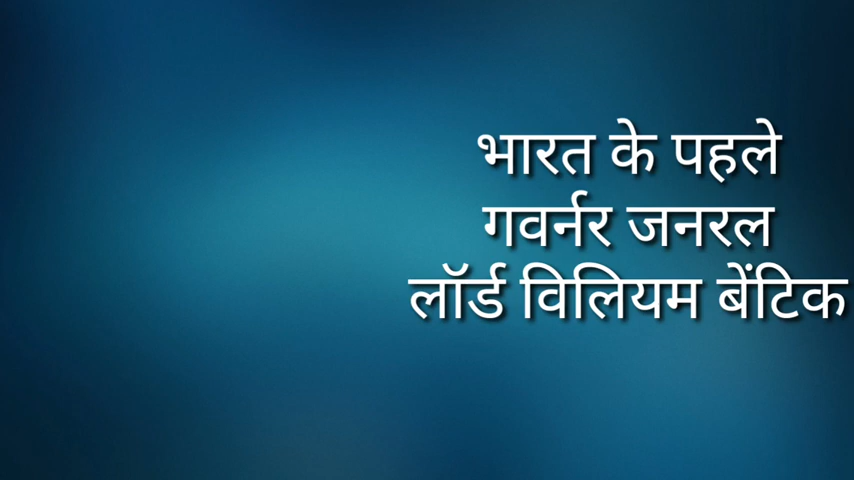 भारत के पहले
गवर्नर जनरल
लॉर्ड विलियम बेंटिक